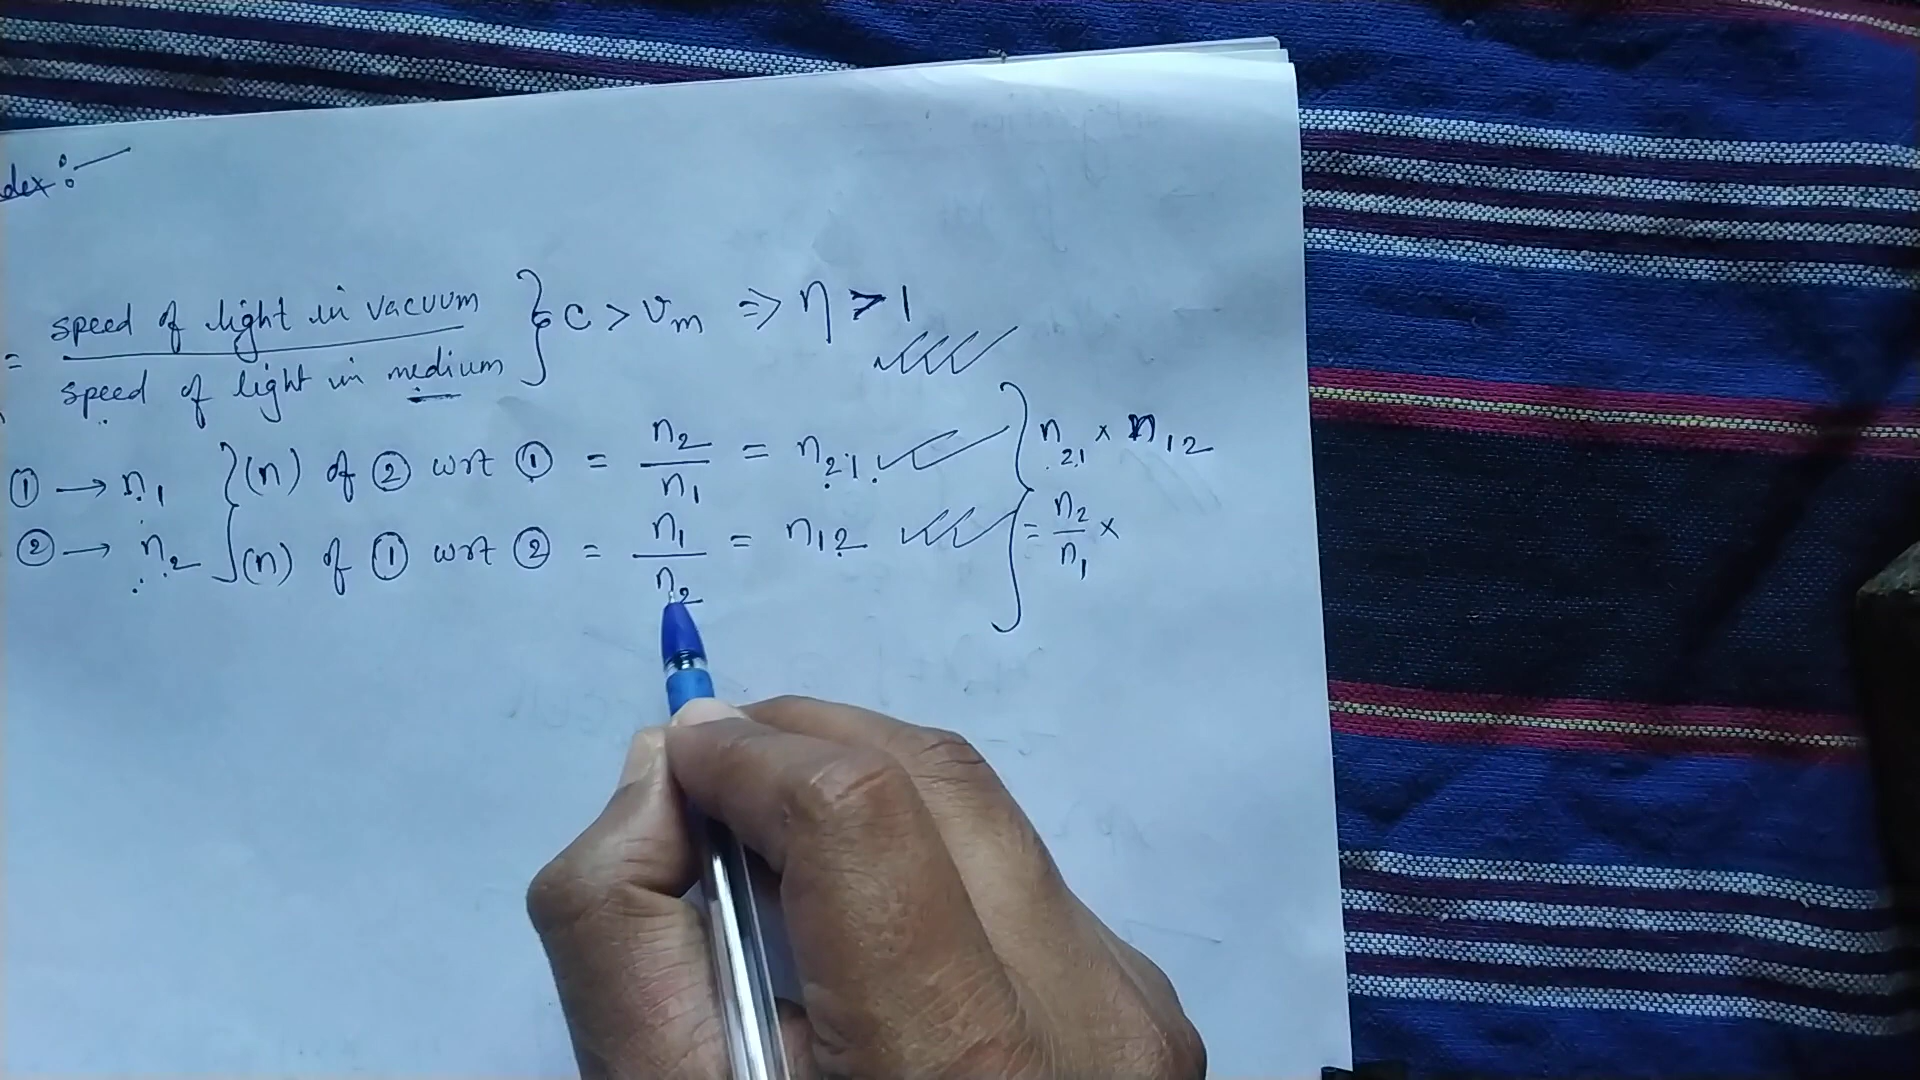 dex :-
= speed of light in vacuum / speed of light in medium } c > vₘ ⇒ η > 1
① → n₁ } (n) of ② wrt ① = n₂/n₁ = n₂₁ } n₂₁ × n₁₂
② → n₂ } (n) of ① wrt ② = n₁/n₂ = n₁₂ } = n₂/n₁ ×